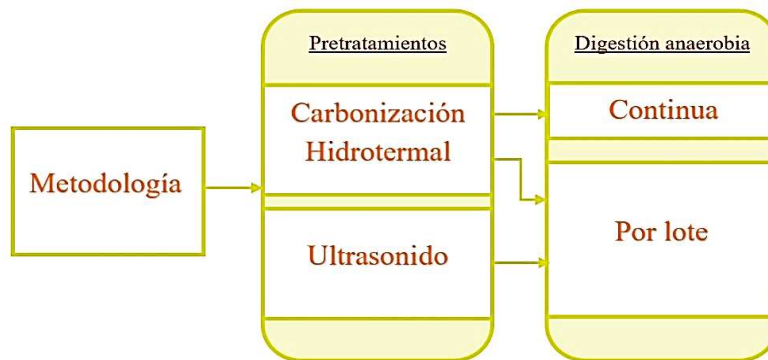 Metodología
Pretratamientos
Carbonización
Hidrotermal
Ultrasonido
Digestión anaerobia
Continua
Por lote